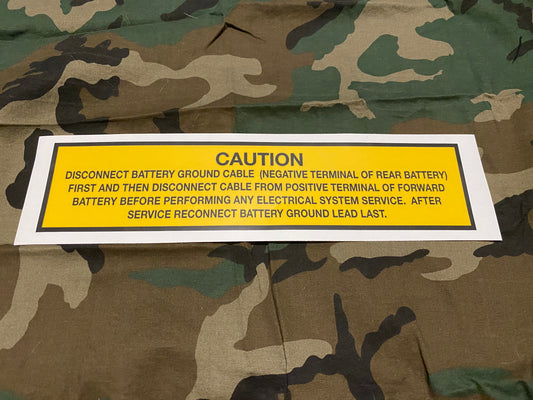 CAUTION
DISCONNECT BATTERY GROUND CABLE (NEGATIVE TERMINAL OF REAR BATTERY)
FIRST AND THEN DISCONNECT CABLE FROM POSITIVE TERMINAL OF FORWARD
BATTERY BEFORE PERFORMING ANY ELECTRICAL SYSTEM SERVICE. AFTER
SERVICE RECONNECT BATTERY GROUND LEAD LAST.